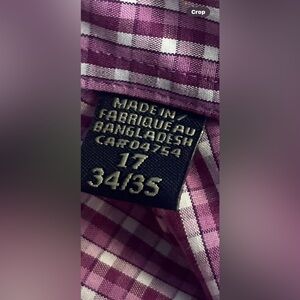 Crop
MADE IN/
FABRIQUE AU
BANGLADESH
CA#04754
17
34/35